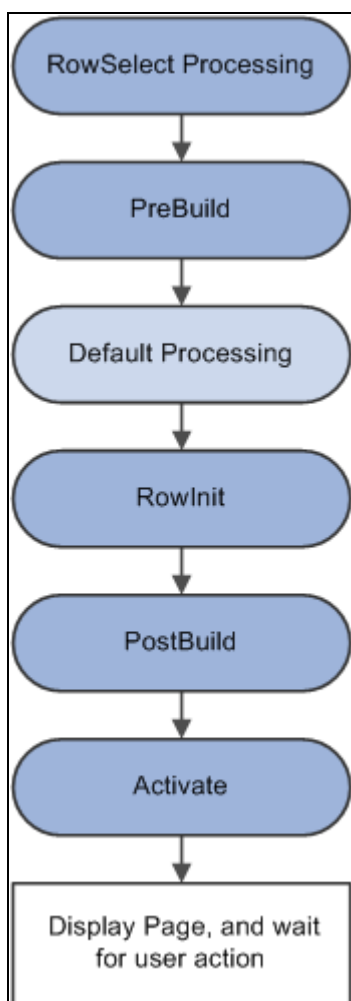 RowSelect Processing
PreBuild
Default Processing
RowInit
PostBuild
Activate
Display Page, and wait
for user action